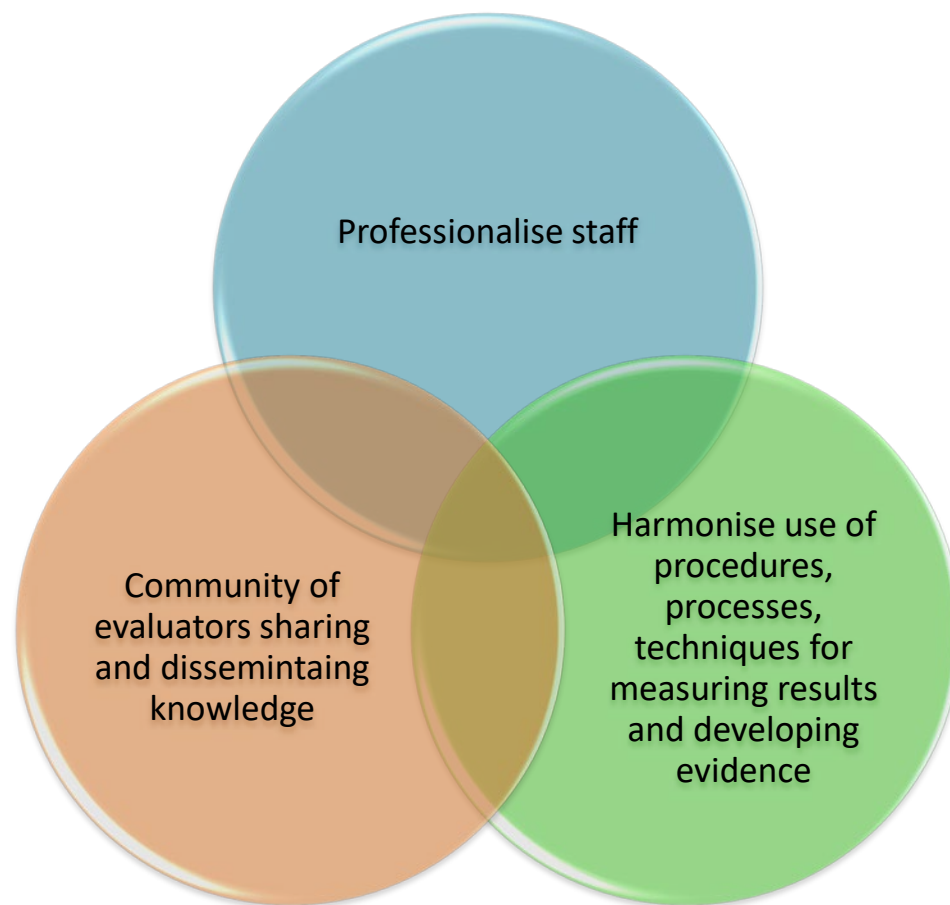 Professionalise staff
Community of
evaluators sharing
and dissemintaing
knowledge
Harmonise use of
procedures,
processes,
techniques for
measuring results
and developing
evidence